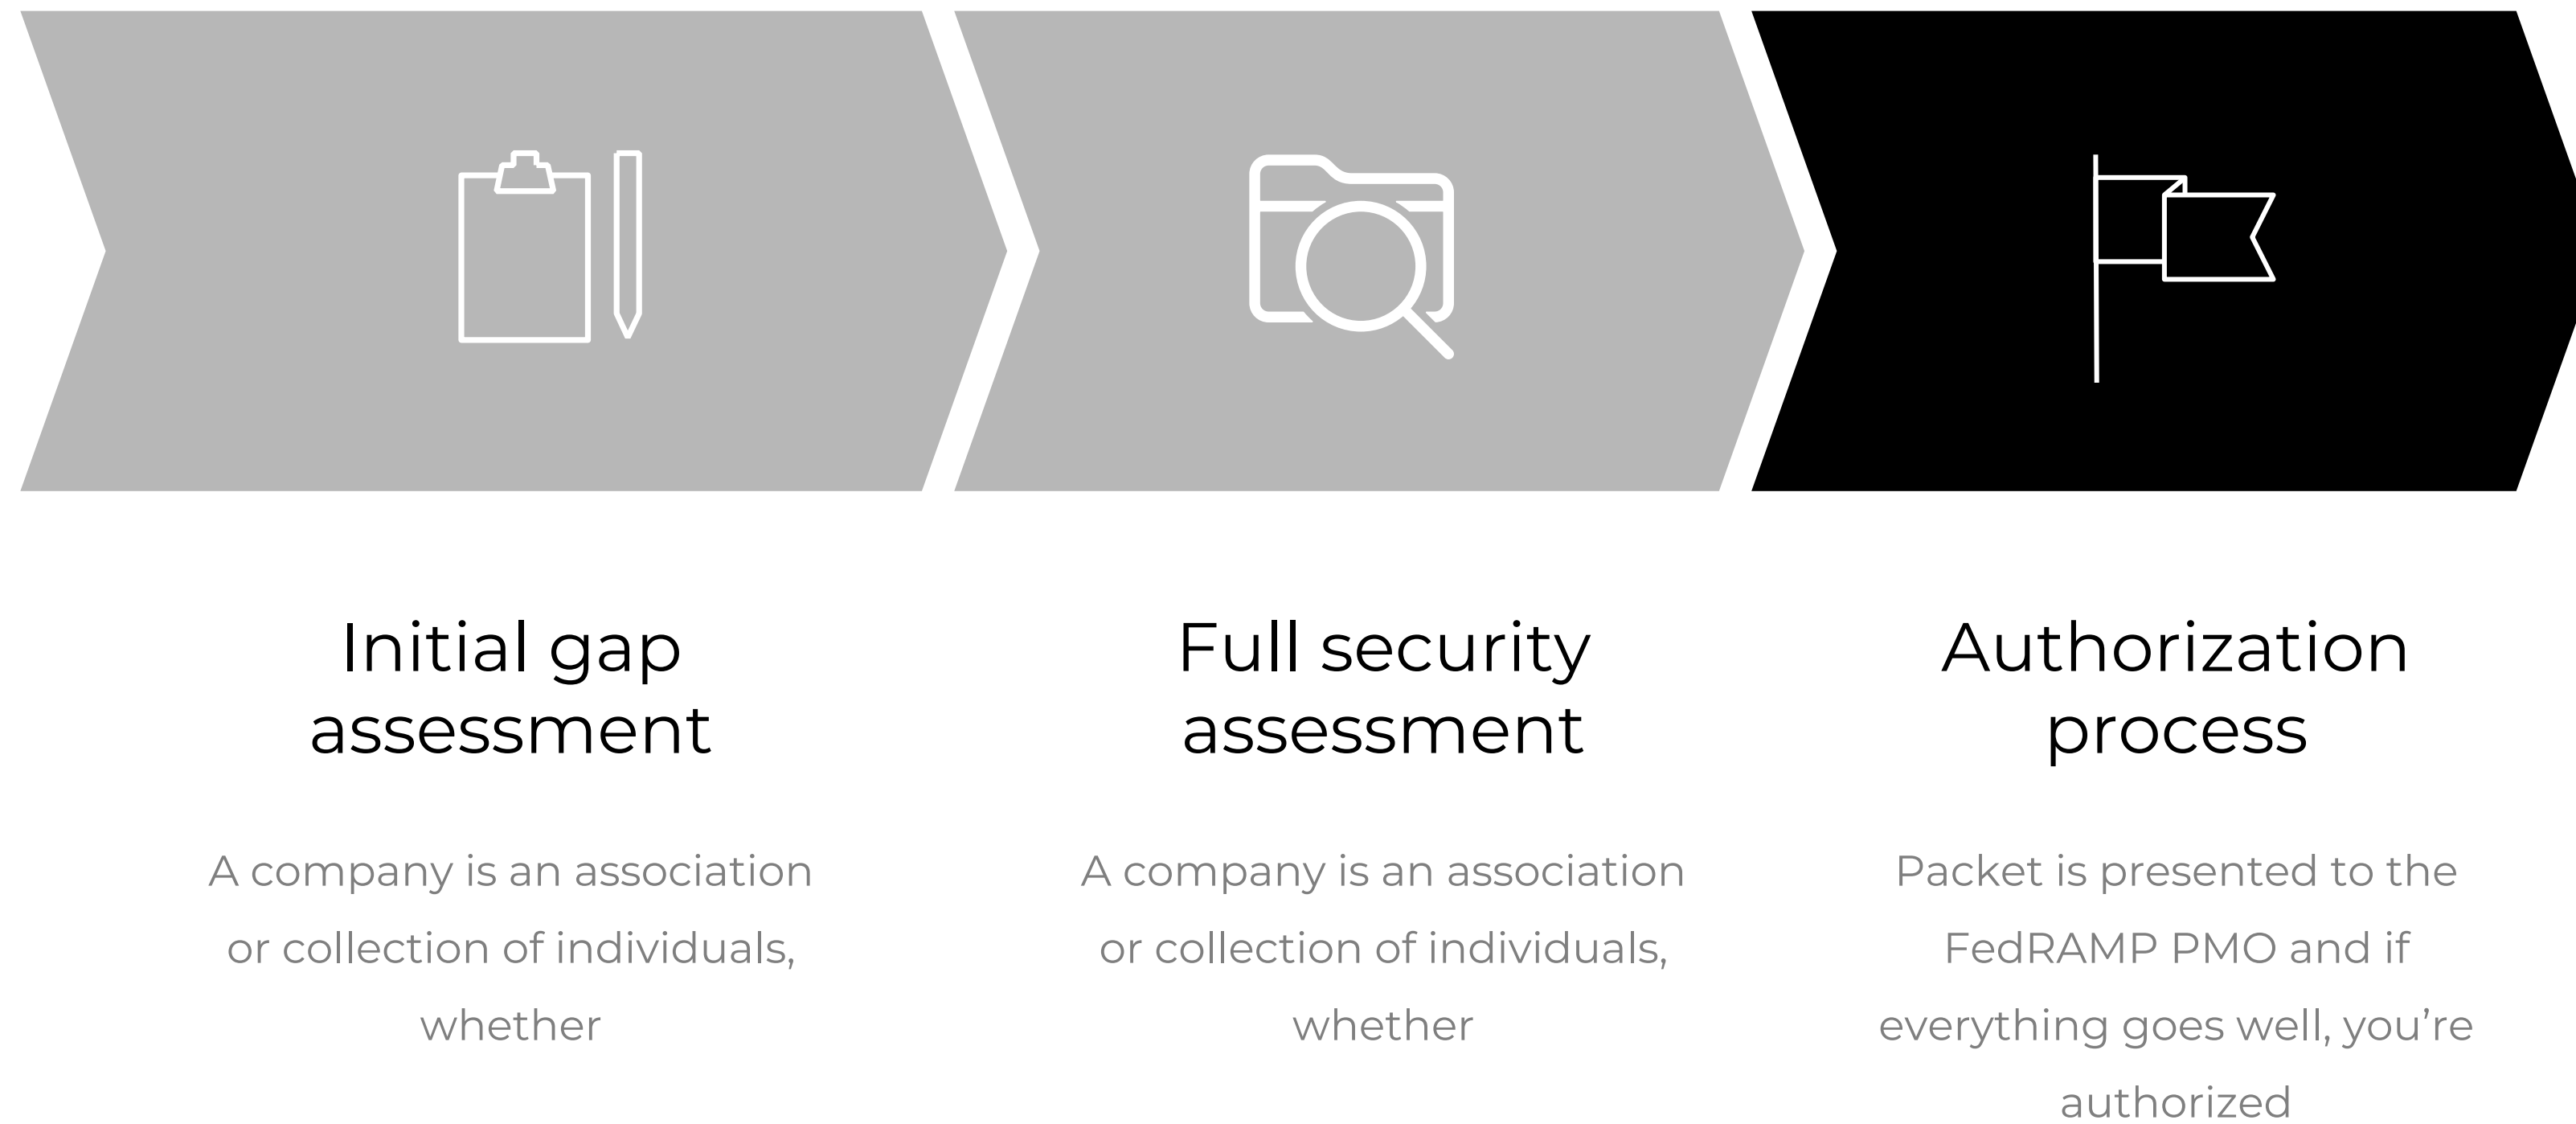 Initial gap
assessment
A company is an association
or collection of individuals,
whether
Full security
assessment
A company is an association
or collection of individuals,
whether
Authorization
process
Packet is presented to the
FedRAMP PMO and if
everything goes well, you’re
authorized